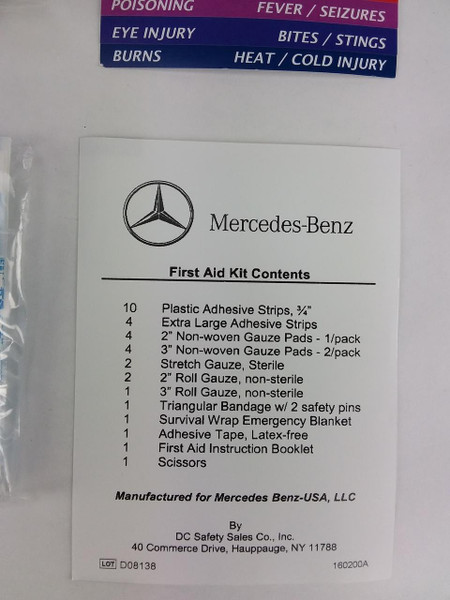 POISONING FEVER / SEIZURES
EYE INJURY BITES / STINGS
BURNS HEAT / COLD INJURY
Mercedes-Benz
First Aid Kit Contents
10 Plastic Adhesive Strips, ¾"
4 Extra Large Adhesive Strips
4 2" Non-woven Gauze Pads - 1/pack
4 3" Non-woven Gauze Pads - 2/pack
2 Stretch Gauze, Sterile
2 2" Roll Gauze, non-sterile
1 3" Roll Gauze, non-sterile
1 Triangular Bandage w/ 2 safety pins
1 Survival Wrap Emergency Blanket
1 Adhesive Tape, Latex-free
1 First Aid Instruction Booklet
1 Scissors
Manufactured for Mercedes Benz-USA, LLC
By
DC Safety Sales Co., Inc.
40 Commerce Drive, Hauppauge, NY 11788
LOT D08138 160200A